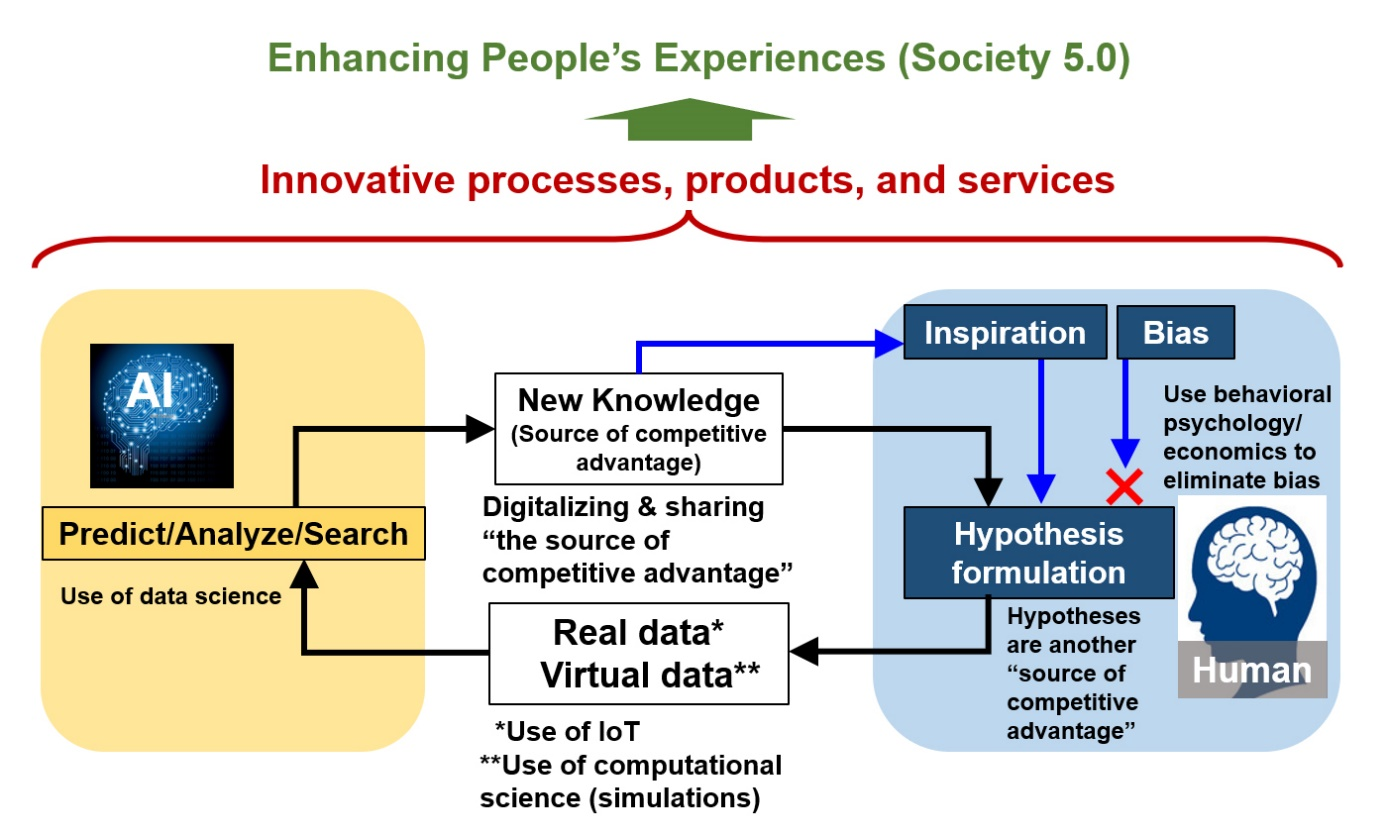 Enhancing People’s Experiences (Society 5.0)
Innovative processes, products, and services
AI
Predict/Analyze/Search
Use of data science
New Knowledge
(Source of competitive
advantage)
Digitalizing & sharing
“the source of
competitive advantage”
Real data*
Virtual data**
*Use of IoT
**Use of computational
science (simulations)
Inspiration
Bias
Use behavioral
psychology/
economics to
eliminate bias
Hypothesis
formulation
Hypotheses
are another
“source of
competitive
advantage”
Human